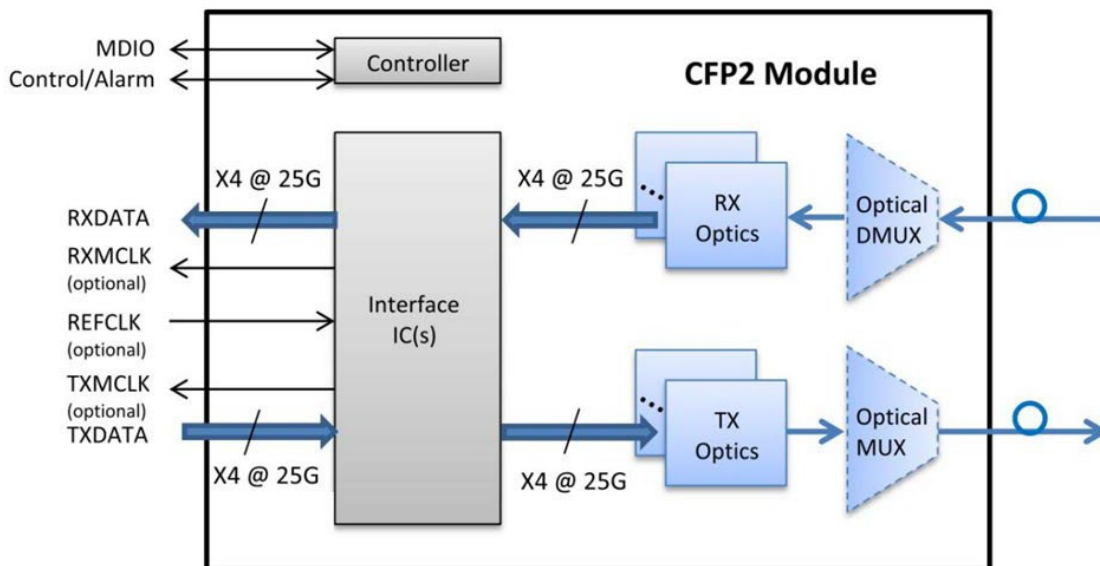 MDIO
Control/Alarm
Controller
CFP2 Module
X4 @ 25G
X4 @ 25G
RXDATA
RXMCLK
(optional)
REFCLK
(optional)
TXMCLK
(optional)
TXDATA
X4 @ 25G
X4 @ 25G
Interface
IC(s)
RX
Optics
Optical
DMUX
TX
Optics
Optical
MUX